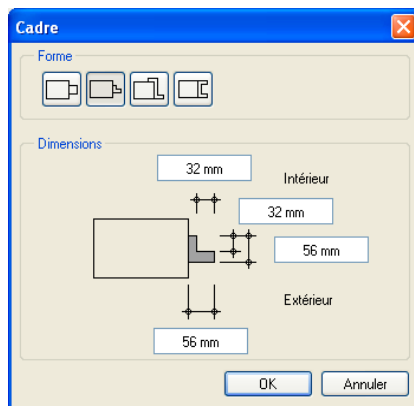 Cadre
Forme
Dimensions
32 mm
Intérieur
32 mm
56 mm
Extérieur
56 mm
OK
Annuler